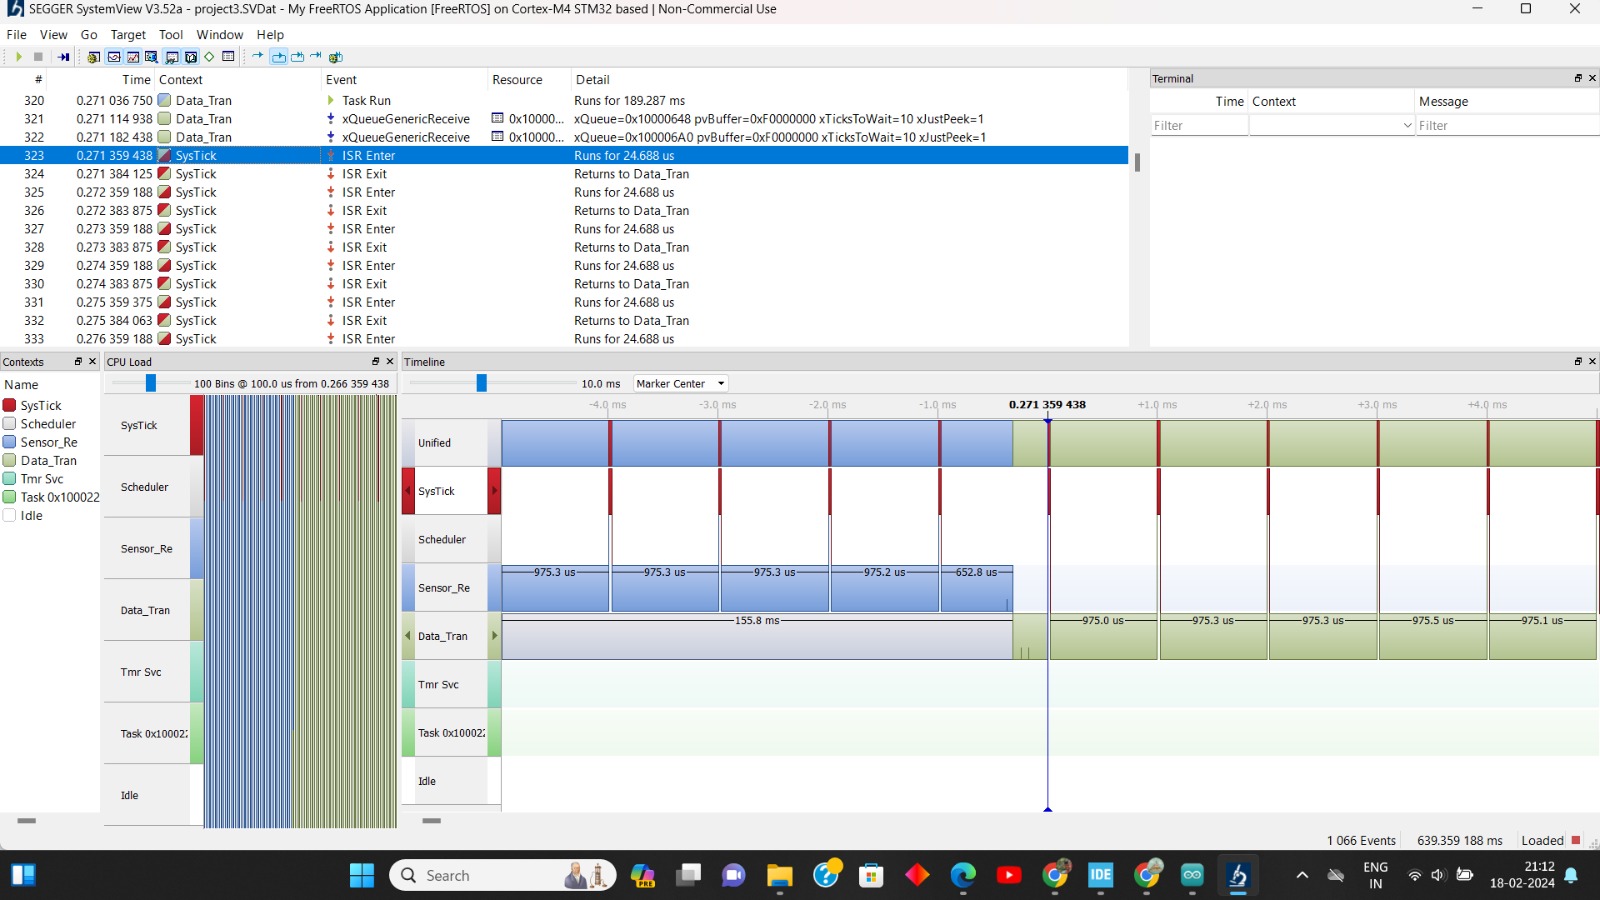 SEGGER SystemView V3.52a - project3.SVDat - My FreeRTOS Application [FreeRTOS] on Cortex-M4 STM32 based | Non-Commercial Use
File View Go Target Tool Window Help
# Time Context Event Resource Detail
320 0.271 036 750 Data_Tran Task Run Runs for 189.287 ms
321 0.271 114 938 Data_Tran xQueueGenericReceive 0x10000... xQueue=0x10000648 pvBuffer=0xF0000000 xTicksToWait=10 xJustPeek=1
322 0.271 182 438 Data_Tran xQueueGenericReceive 0x10000... xQueue=0x100006A0 pvBuffer=0xF0000000 xTicksToWait=10 xJustPeek=1
323 0.271 359 438 SysTick ISR Enter Runs for 24.688 us
324 0.271 384 125 SysTick ISR Exit Returns to Data_Tran
325 0.272 359 188 SysTick ISR Enter Runs for 24.688 us
326 0.272 383 875 SysTick ISR Exit Returns to Data_Tran
327 0.273 359 188 SysTick ISR Enter Runs for 24.688 us
328 0.273 383 875 SysTick ISR Exit Returns to Data_Tran
329 0.274 359 188 SysTick ISR Enter Runs for 24.688 us
330 0.274 383 875 SysTick ISR Exit Returns to Data_Tran
331 0.275 359 375 SysTick ISR Enter Runs for 24.688 us
332 0.275 384 063 SysTick ISR Exit Returns to Data_Tran
333 0.276 359 188 SysTick ISR Enter Runs for 24.688 us
Terminal
Time Context Message
Filter Filter
Contexts
Name
SysTick
Scheduler
Sensor_Re
Data_Tran
Tmr Svc
Task 0x100022
Idle
CPU Load
100 Bins @ 100.0 us from 0.266 359 438
SysTick
Scheduler
Sensor_Re
Data_Tran
Tmr Svc
Task 0x10002
Idle
Timeline
10.0 ms Marker Center
-4.0 ms -3.0 ms -2.0 ms -1.0 ms 0.271 359 438 +1.0 ms +2.0 ms +3.0 ms +4.0 ms
Unified
SysTick
Scheduler
Sensor_Re 975.3 us 975.3 us 975.3 us 975.2 us 652.8 us
Data_Tran 155.8 ms 975.0 us 975.3 us 975.3 us 975.5 us 975.1 us
Tmr Svc
Task 0x10002
Idle
1 066 Events 639.359 188 ms Loaded
Search
PRE
IDE
ENG
IN
21:12
18-02-2024